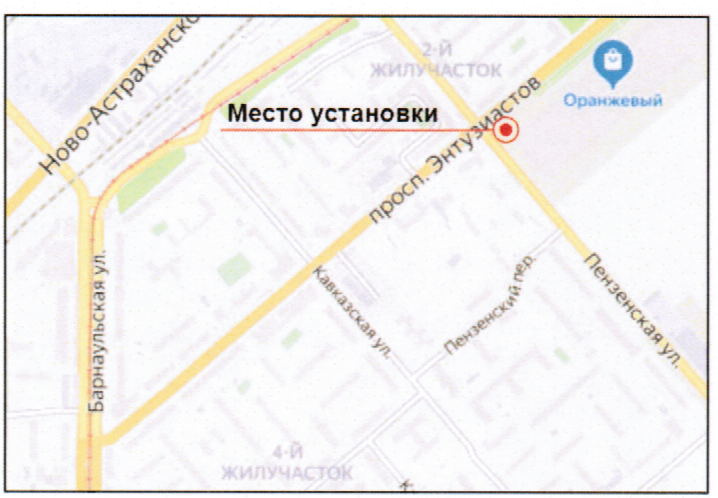 Ново-Астраханско
2-Й
ЖИЛУЧАСТОК
Оранжевый
Место установки
просп. Энтузиастов
Барнаульская ул.
Кавказская ул.
Пензенский пер.
Пензенская ул.
4-Й
ЖИЛУЧАСТОК